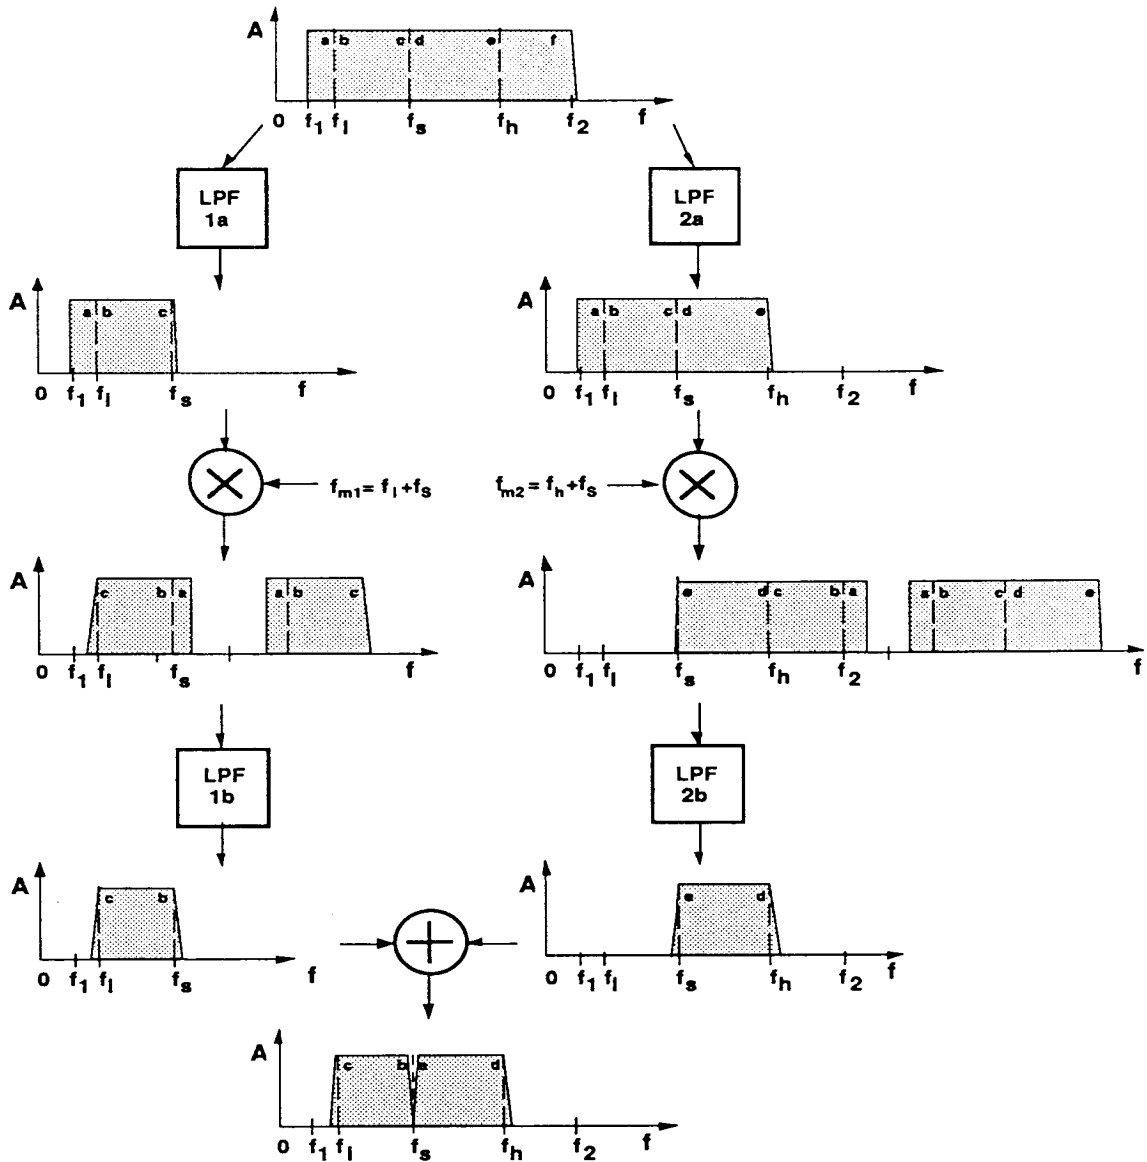 A
a b c d e f
0 f1 fl fs fh f2 f
LPF
1a
LPF
2a
A
a b c
0 f1 fl fs f
A
a b c d e
0 f1 fl fs fh f2 f
fm1= fl+fs
fm2= fh+fs
A
c b a a b c
0 f1 fl fs f
A
e d c b a a b c d e
0 f1 fl fs fh f2 f
LPF
1b
LPF
2b
A
c b
0 f1 fl fs f
A
e d
0 f1 fl fs fh f2 f
A
c b e d
0 f1 fl fs fh f2 f